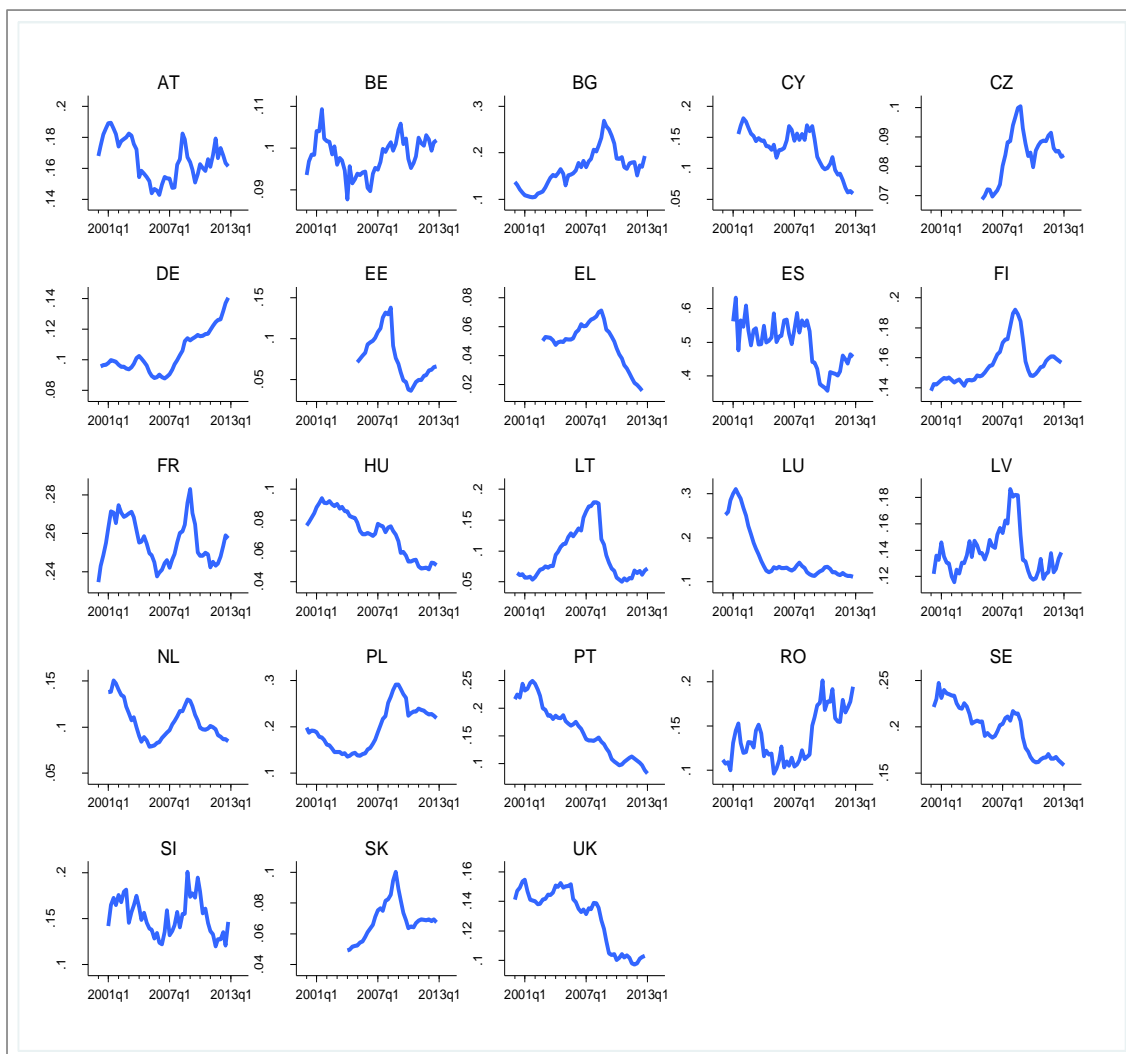 AT BE BG CY CZ
.14 .16 .18 .2 .09 .1 .11 .1 .2 .3 .05 .1 .15 .2 .07 .08 .09 .1
2001q1 2007q1 2013q1 2001q1 2007q1 2013q1 2001q1 2007q1 2013q1 2001q1 2007q1 2013q1 2001q1 2007q1 2013q1
DE EE EL ES FI
.08 .1 .12 .14 .05 .1 .15 .02 .04 .06 .08 .4 .5 .6 .14 .16 .18 .2
2001q1 2007q1 2013q1 2001q1 2007q1 2013q1 2001q1 2007q1 2013q1 2001q1 2007q1 2013q1 2001q1 2007q1 2013q1
FR HU LT LU LV
.24 .26 .28 .04 .06 .08 .1 .05 .1 .15 .2 .1 .2 .3 .12 .14 .16 .18
2001q1 2007q1 2013q1 2001q1 2007q1 2013q1 2001q1 2007q1 2013q1 2001q1 2007q1 2013q1 2001q1 2007q1 2013q1
NL PL PT RO SE
.05 .1 .15 .1 .2 .3 .1 .15 .2 .25 .1 .15 .2 .15 .2 .25
2001q1 2007q1 2013q1 2001q1 2007q1 2013q1 2001q1 2007q1 2013q1 2001q1 2007q1 2013q1 2001q1 2007q1 2013q1
SI SK UK
.1 .15 .2 .04 .06 .08 .1 .1 .12 .14 .16
2001q1 2007q1 2013q1 2001q1 2007q1 2013q1 2001q1 2007q1 2013q1